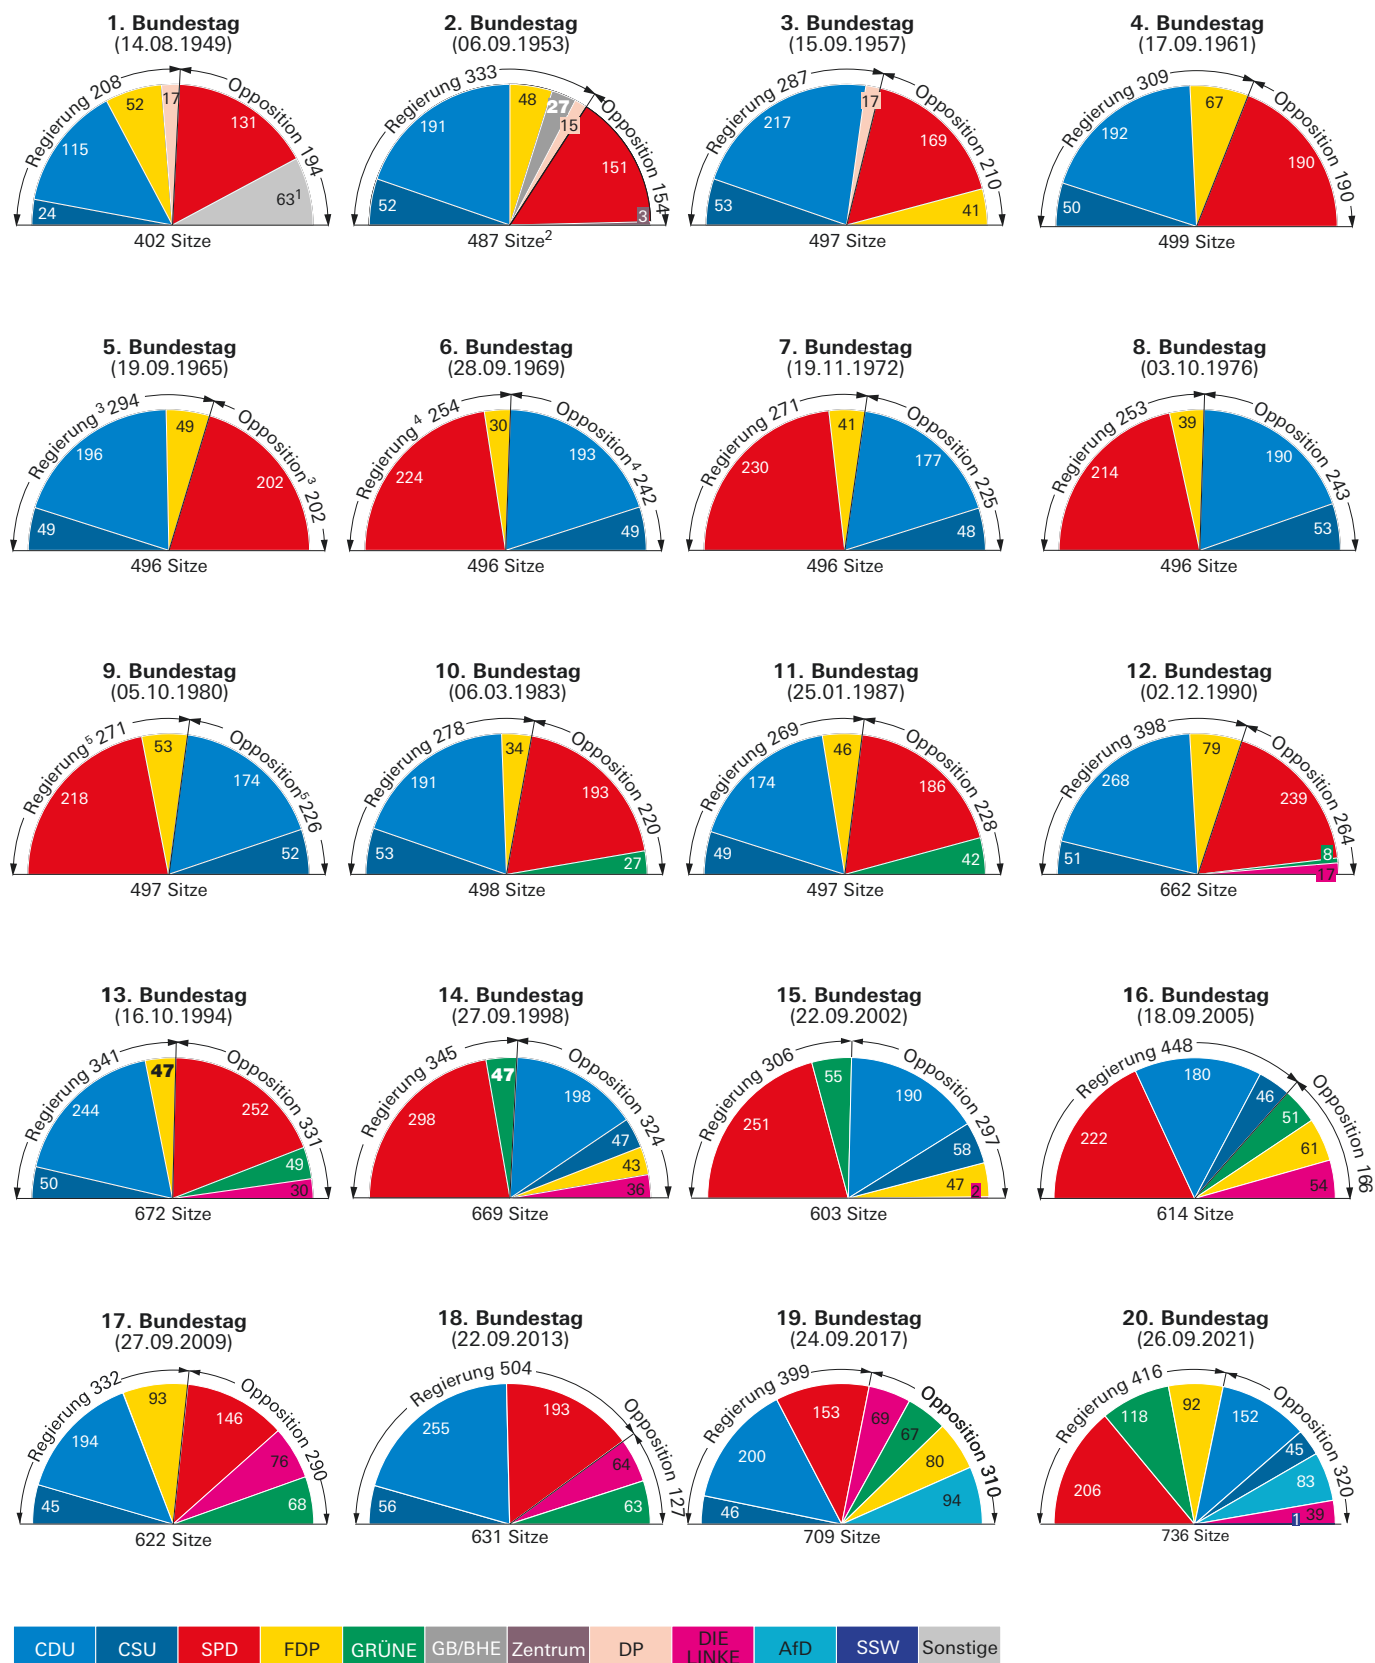 1. Bundestag
(14.08.1949)
Regierung 208
Opposition 194
24
115
52
17
131
63¹
402 Sitze
2. Bundestag
(06.09.1953)
Regierung 333
Opposition 154
52
191
48
27
15
151
3
487 Sitze²
3. Bundestag
(15.09.1957)
Regierung 287
Opposition 210
53
217
17
169
41
497 Sitze
4. Bundestag
(17.09.1961)
Regierung 309
Opposition 190
50
192
67
190
499 Sitze
5. Bundestag
(19.09.1965)
Regierung ³ 294
Opposition ³ 202
49
196
49
202
496 Sitze
6. Bundestag
(28.09.1969)
Regierung ⁴ 254
Opposition ⁴ 242
224
30
193
49
496 Sitze
7. Bundestag
(19.11.1972)
Regierung 271
Opposition 225
230
41
177
48
496 Sitze
8. Bundestag
(03.10.1976)
Regierung 253
Opposition 243
214
39
190
53
496 Sitze
9. Bundestag
(05.10.1980)
Regierung ⁵ 271
Opposition ⁵ 226
218
53
174
52
497 Sitze
10. Bundestag
(06.03.1983)
Regierung 278
Opposition 220
53
191
34
193
27
498 Sitze
11. Bundestag
(25.01.1987)
Regierung 269
Opposition 228
49
174
46
186
42
497 Sitze
12. Bundestag
(02.12.1990)
Regierung 398
Opposition 264
51
268
79
239
8
17
662 Sitze
13. Bundestag
(16.10.1994)
Regierung 341
Opposition 331
50
244
47
252
49
30
672 Sitze
14. Bundestag
(27.09.1998)
Regierung 345
Opposition 324
298
47
198
47
43
36
669 Sitze
15. Bundestag
(22.09.2002)
Regierung 306
Opposition 297
251
55
190
58
47
2
603 Sitze
16. Bundestag
(18.09.2005)
Regierung 448
Opposition 166
222
180
46
51
61
54
614 Sitze
17. Bundestag
(27.09.2009)
Regierung 332
Opposition 290
45
194
93
146
76
68
622 Sitze
18. Bundestag
(22.09.2013)
Regierung 504
Opposition 127
56
255
193
64
63
631 Sitze
19. Bundestag
(24.09.2017)
Regierung 399
Opposition 310
46
200
153
69
67
80
94
709 Sitze
20. Bundestag
(26.09.2021)
Regierung 416
Opposition 320
206
118
92
152
45
83
39
1
736 Sitze
CDU
CSU
SPD
FDP
GRÜNE
GB/BHE
Zentrum
DP
DIE
LINKE
AfD
SSW
Sonstige